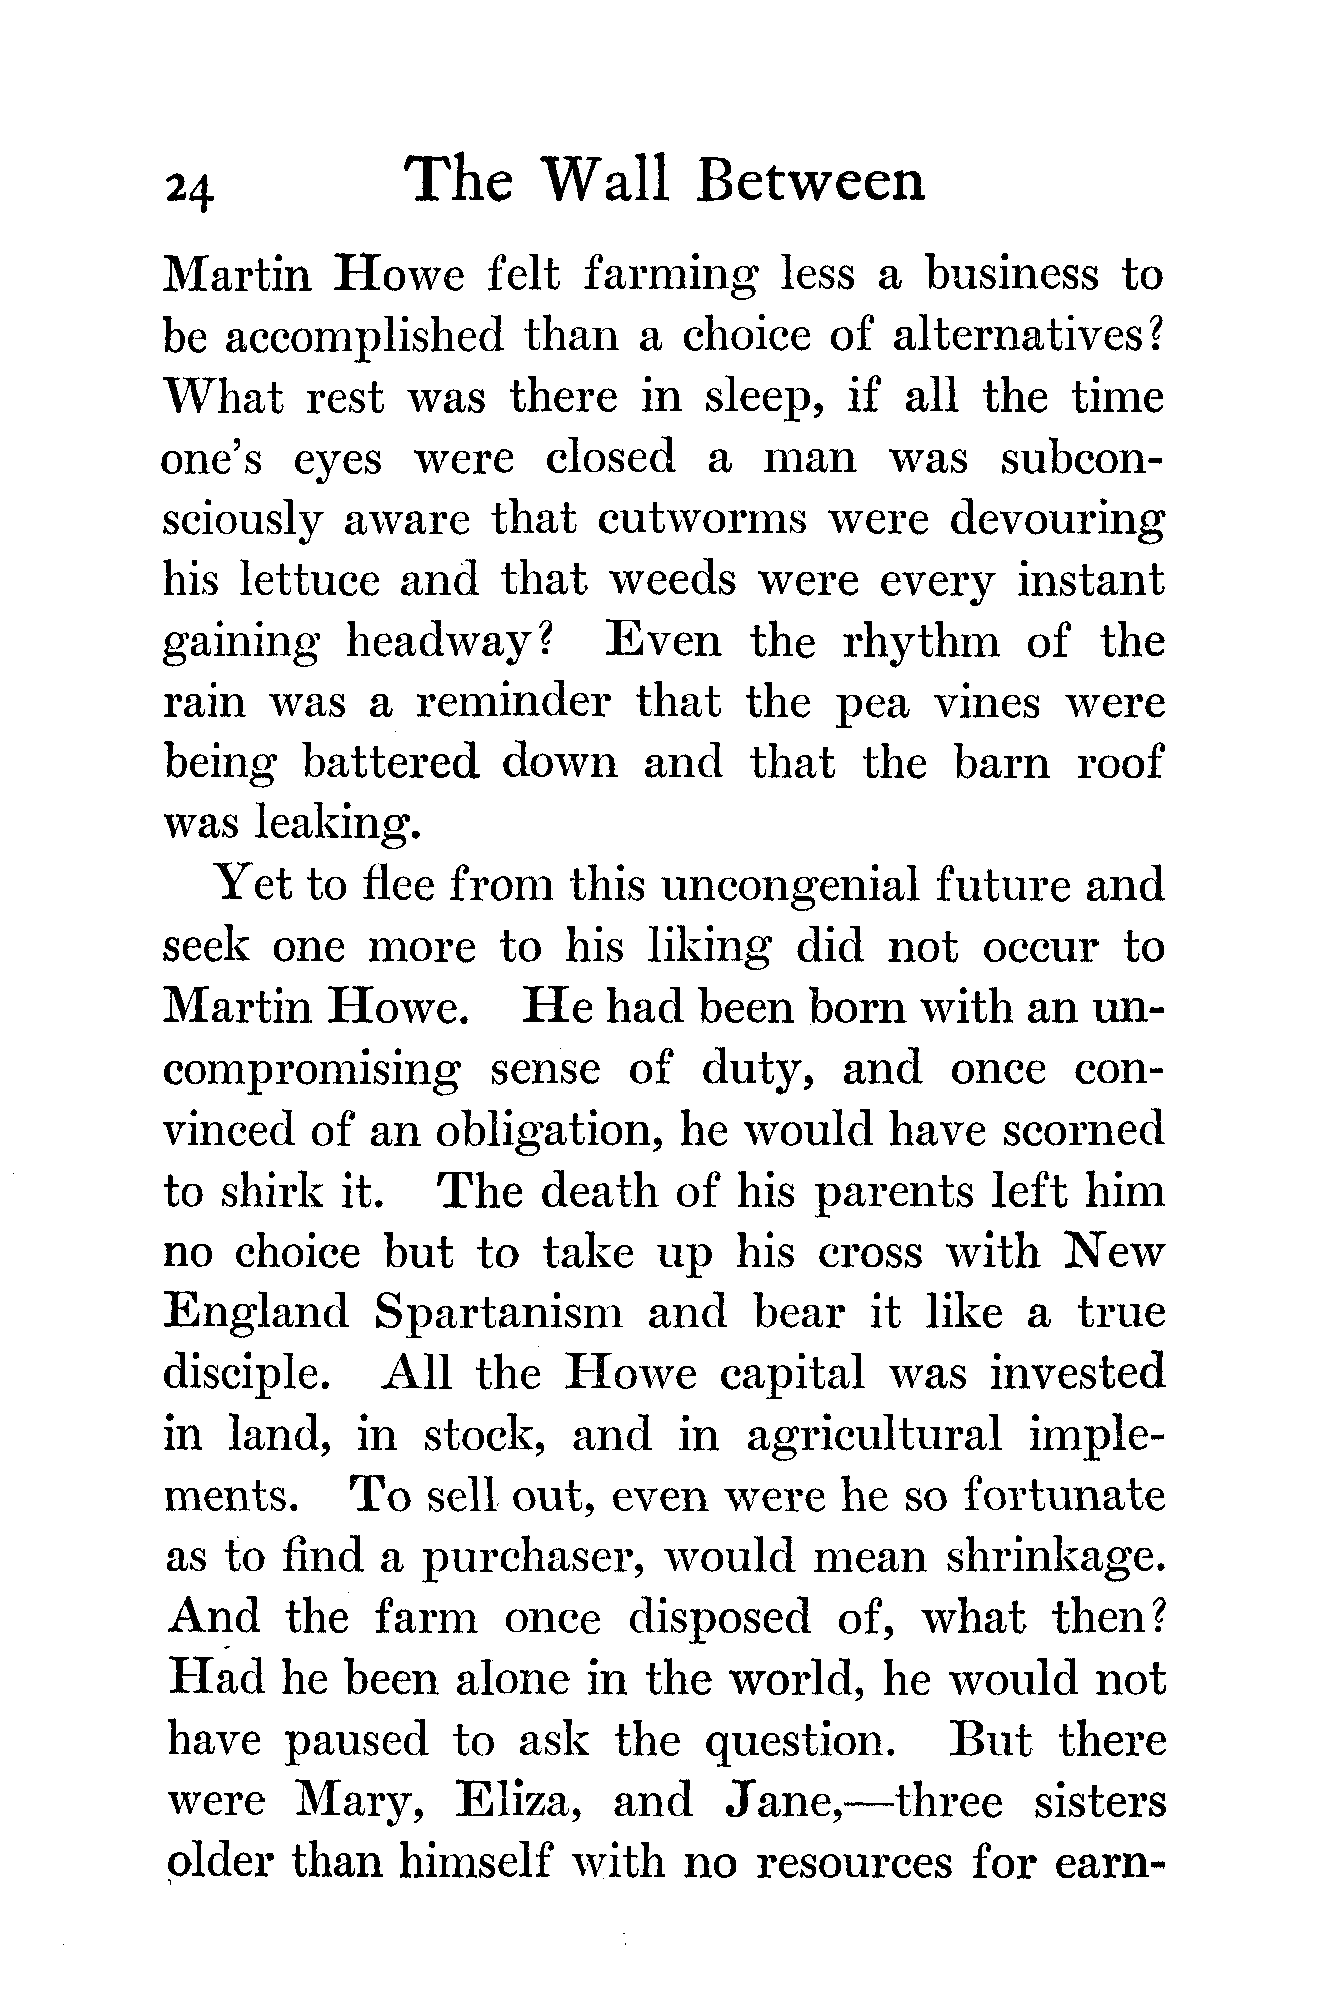 24 The Wall Between
Martin Howe felt farming less a business to
be accomplished than a choice of alternatives?
What rest was there in sleep, if all the time
one's eyes were closed a man was subcon-
sciously aware that cutworms were devouring
his lettuce and that weeds were every instant
gaining headway? Even the rhythm of the
rain was a reminder that the pea vines were
being battered down and that the barn roof
was leaking.
Yet to flee from this uncongenial future and
seek one more to his liking did not occur to
Martin Howe. He had been born with an un-
compromising sense of duty, and once con-
vinced of an obligation, he would have scorned
to shirk it. The death of his parents left him
no choice but to take up his cross with New
England Spartanism and bear it like a true
disciple. All the Howe capital was invested
in land, in stock, and in agricultural imple-
ments. To sell out, even were he so fortunate
as to find a purchaser, would mean shrinkage.
And the farm once disposed of, what then?
Had he been alone in the world, he would not
have paused to ask the question. But there
were Mary, Eliza, and Jane,—three sisters
older than himself with no resources for earn-